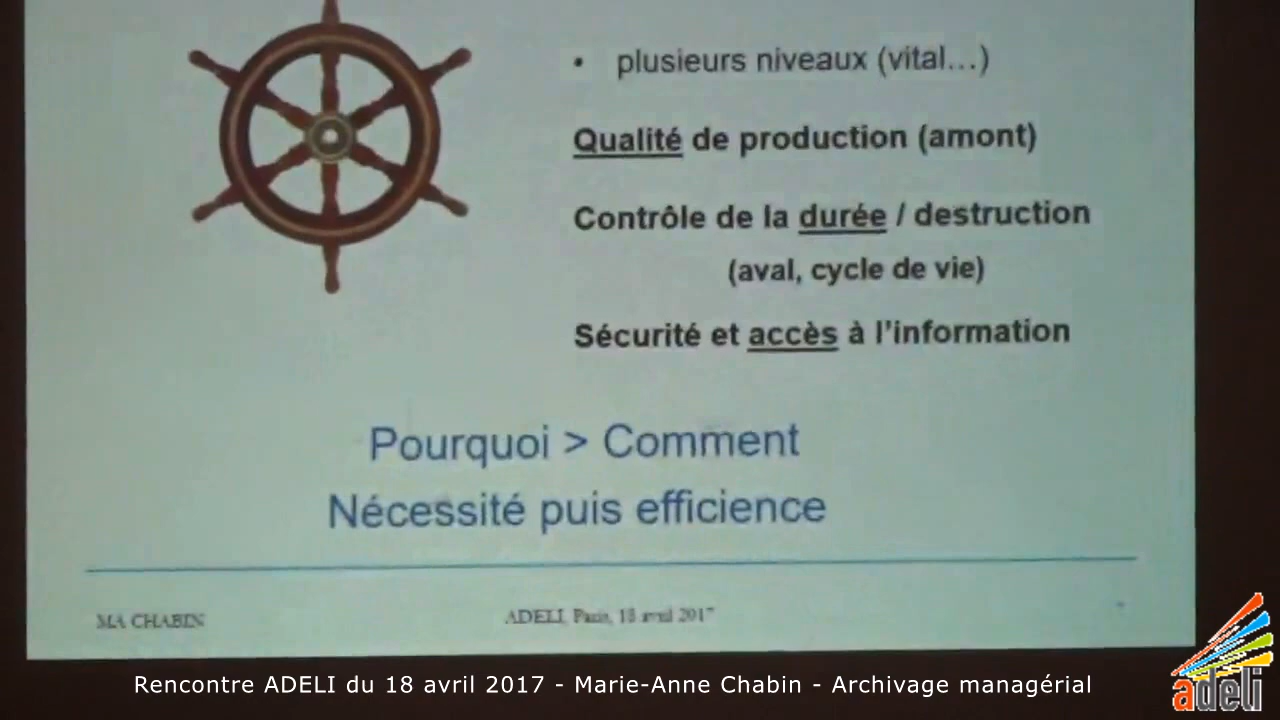 • plusieurs niveaux (vital…)
Qualité de production (amont)
Contrôle de la durée / destruction
(aval, cycle de vie)
Sécurité et accès à l'information
Pourquoi > Comment
Nécessité puis efficience
MA CHABIN
ADELI, Paris, 18 avril 2017
Rencontre ADELI du 18 avril 2017 - Marie-Anne Chabin - Archivage managérial
adeli